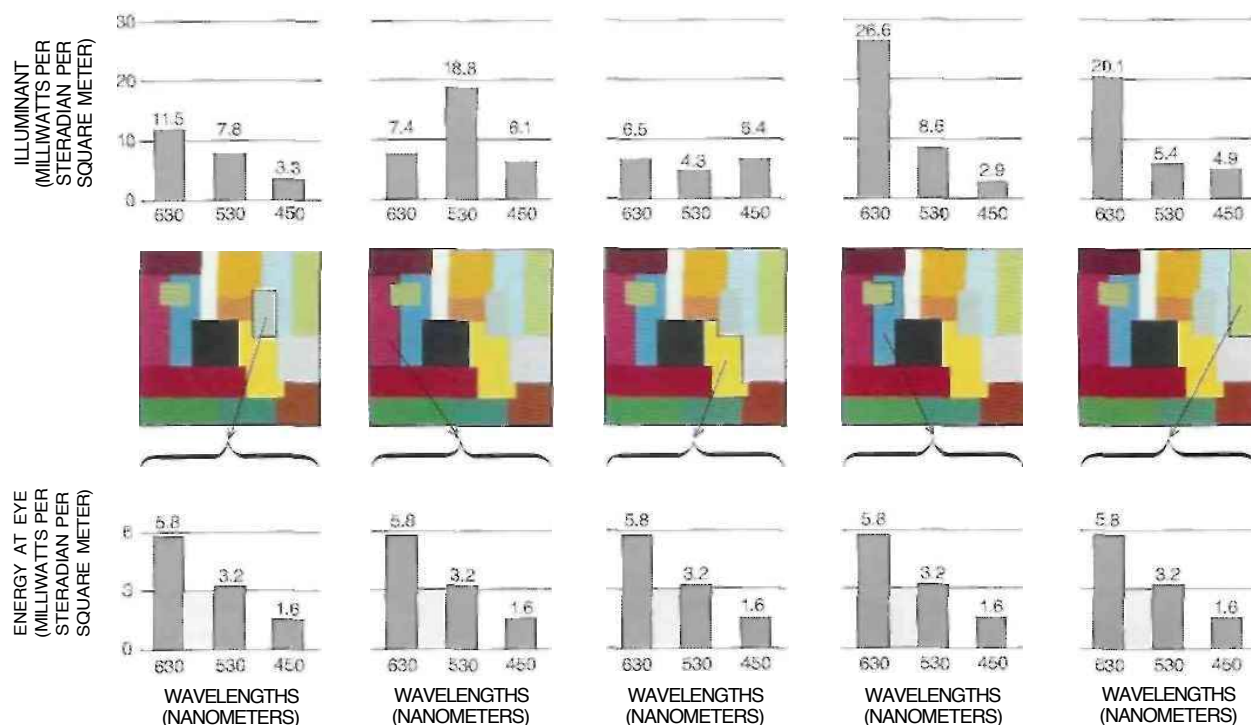 ILLUMINANT
(MILLIWATTS PER
STERADIAN PER
SQUARE METER)
30
20
10
0
11.5
7.8
3.3
630 530 450
7.4
18.8
6.1
630 530 450
6.5
4.3
6.4
630 530 450
26.6
8.6
2.9
630 530 450
20.1
5.4
4.9
630 530 450
ENERGY AT EYE
(MILLIWATTS PER
STERADIAN PER
SQUARE METER)
6
3
0
5.8
3.2
1.6
630 530 450
5.8
3.2
1.6
630 530 450
5.8
3.2
1.6
630 530 450
5.8
3.2
1.6
630 530 450
5.8
3.2
1.6
630 530 450
WAVELENGTHS
(NANOMETERS)
WAVELENGTHS
(NANOMETERS)
WAVELENGTHS
(NANOMETERS)
WAVELENGTHS
(NANOMETERS)
WAVELENGTHS
(NANOMETERS)